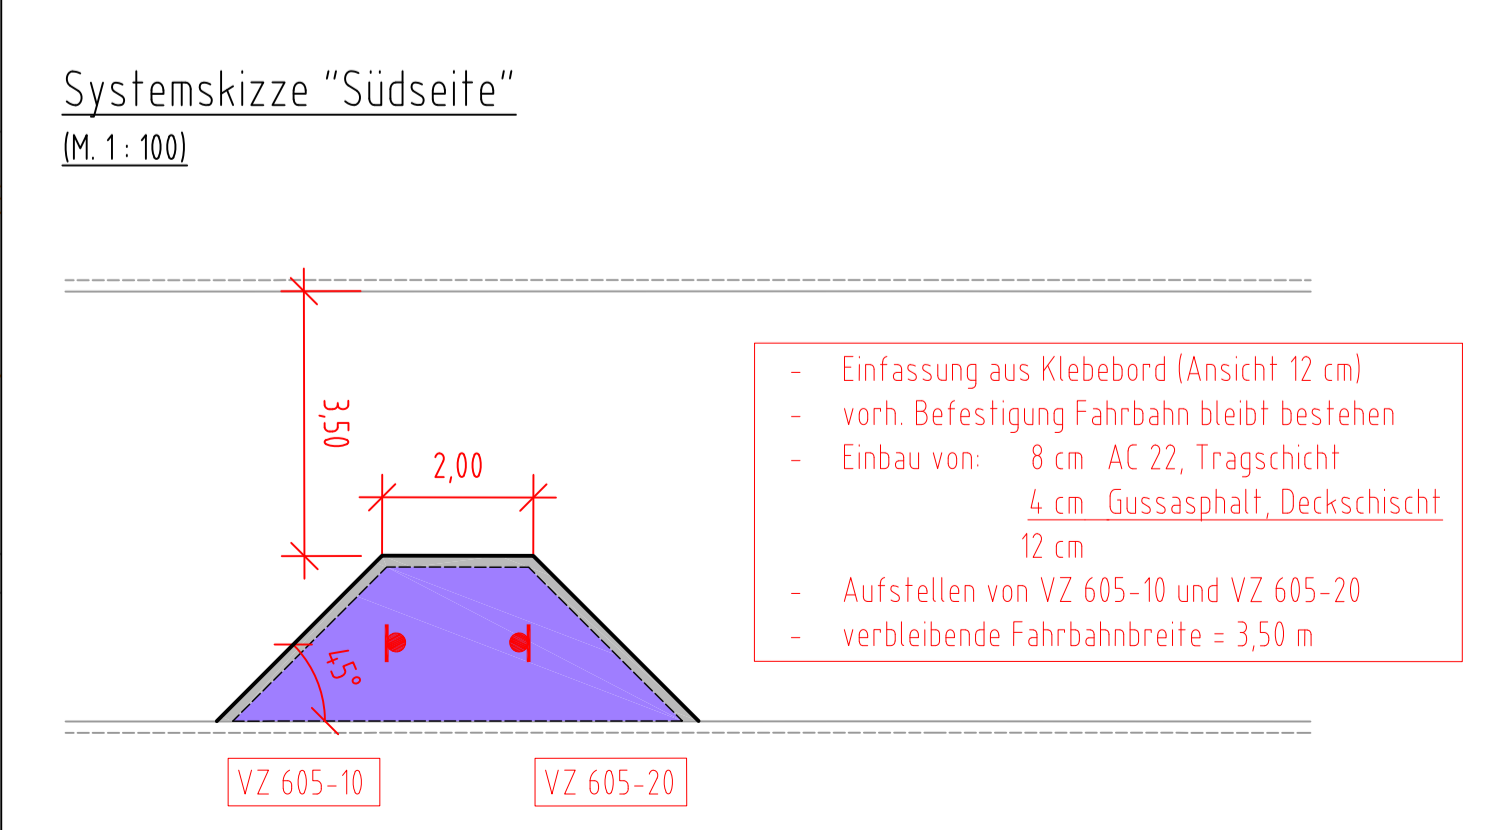 Systemskizze "Südseite"
(M. 1 : 100)
3,50
2,00
45°
- Einfassung aus Klebebord (Ansicht 12 cm)
- vorh. Befestigung Fahrbahn bleibt bestehen
- Einbau von: 8 cm AC 22, Tragschicht
4 cm Gussasphalt, Deckschischt
12 cm
- Aufstellen von VZ 605-10 und VZ 605-20
- verbleibende Fahrbahnbreite = 3,50 m
VZ 605-10
VZ 605-20